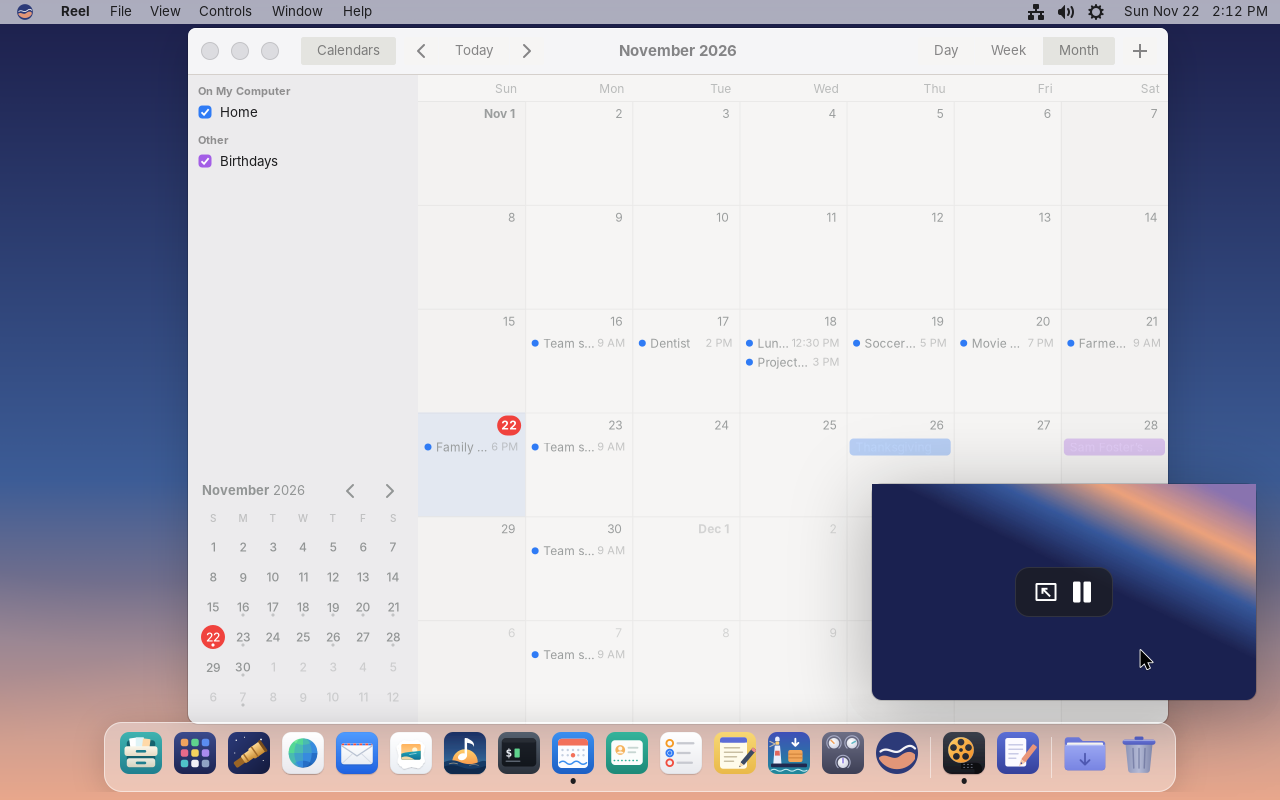 Reel File View Controls Window Help Sun Nov 22 2:12 PM
Calendars Today November 2026 Day Week Month
On My Computer
Home
Other
Birthdays
Sun Mon Tue Wed Thu Fri Sat
Nov 1 2 3 4 5 6 7
8 9 10 11 12 13 14
15 16 17 18 19 20 21
Team s... 9 AM Dentist 2 PM Lun... 12:30 PM Soccer... 5 PM Movie ... 7 PM Farme... 9 AM
Project... 3 PM
22 23 24 25 26 27 28
Family ... 6 PM Team s... 9 AM
29 30 Dec 1 2
Team s... 9 AM
6 7 8 9
Team s... 9 AM
November 2026
S M T W T F S
1 2 3 4 5 6 7
8 9 10 11 12 13 14
15 16 17 18 19 20 21
22 23 24 25 26 27 28
29 30 1 2 3 4 5
6 7 8 9 10 11 12
$